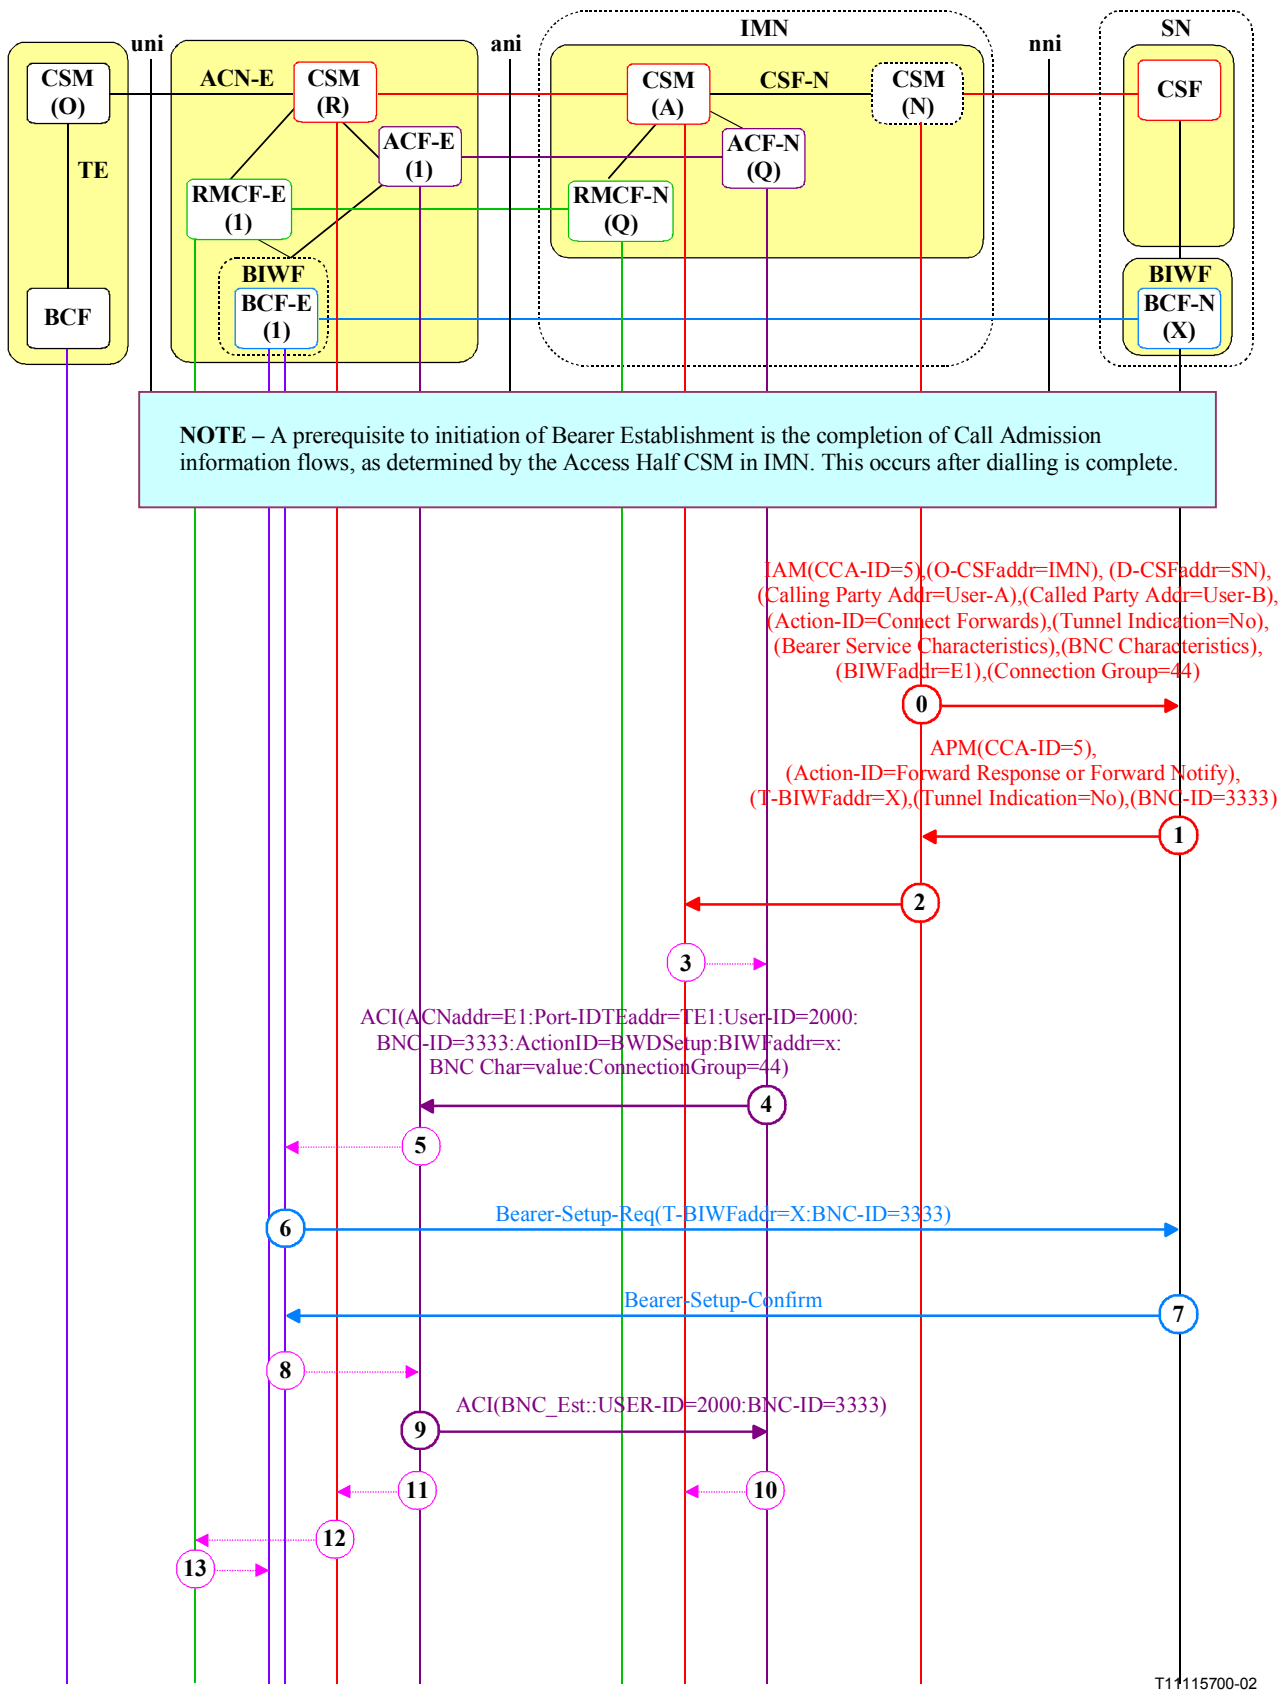 IMN
SN
uni
ani
nni
CSM
(O)
ACN-E
CSM
(R)
CSM
(A)
CSF-N
CSM
(N)
CSF
TE
ACF-E
(1)
ACF-N
(Q)
RMCF-E
(1)
RMCF-N
(Q)
BIWF
BIWF
BCF
BCF-E
(1)
BCF-N
(X)
NOTE – A prerequisite to initiation of Bearer Establishment is the completion of Call Admission
information flows, as determined by the Access Half CSM in IMN. This occurs after dialling is complete.
IAM(CCA-ID=5),(O-CSFaddr=IMN), (D-CSFaddr=SN),
(Calling Party Addr=User-A),(Called Party Addr=User-B),
(Action-ID=Connect Forwards),(Tunnel Indication=No),
(Bearer Service Characteristics),(BNC Characteristics),
(BIWFaddr=E1),(Connection Group=44)
0
APM(CCA-ID=5),
(Action-ID=Forward Response or Forward Notify),
(T-BIWFaddr=X),(Tunnel Indication=No),(BNC-ID=3333)
1
2
3
ACI(ACNaddr=E1:Port-IDTEaddr=TE1:User-ID=2000:
BNC-ID=3333:ActionID=BWDSetup:BIWFaddr=x:
BNC Char=value:ConnectionGroup=44)
4
5
Bearer-Setup-Req(T-BIWFaddr=X:BNC-ID=3333)
6
Bearer-Setup-Confirm
7
8
ACI(BNC_Est::USER-ID=2000:BNC-ID=3333)
9
11
10
12
13
T11115700-02